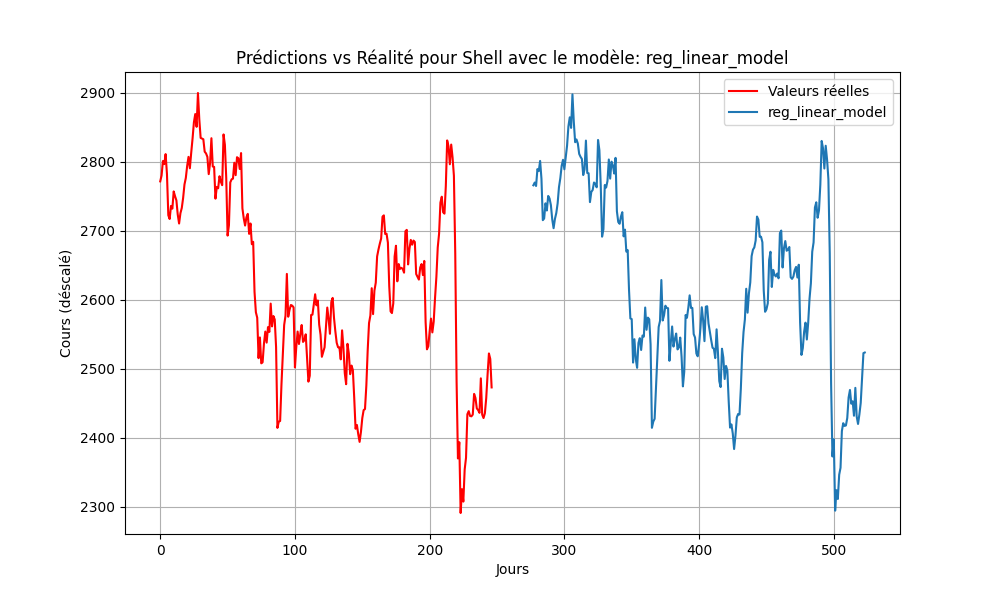 Prédictions vs Réalité pour Shell avec le modèle: reg_linear_model
Valeurs réelles
reg_linear_model
Cours (déscalé)
2900
2800
2700
2600
2500
2400
2300
0 100 200 300 400 500
Jours